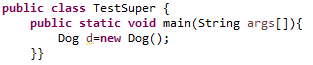 public class TestSuper {
    public static void main(String args[]){
        Dog d=new Dog();
    }}